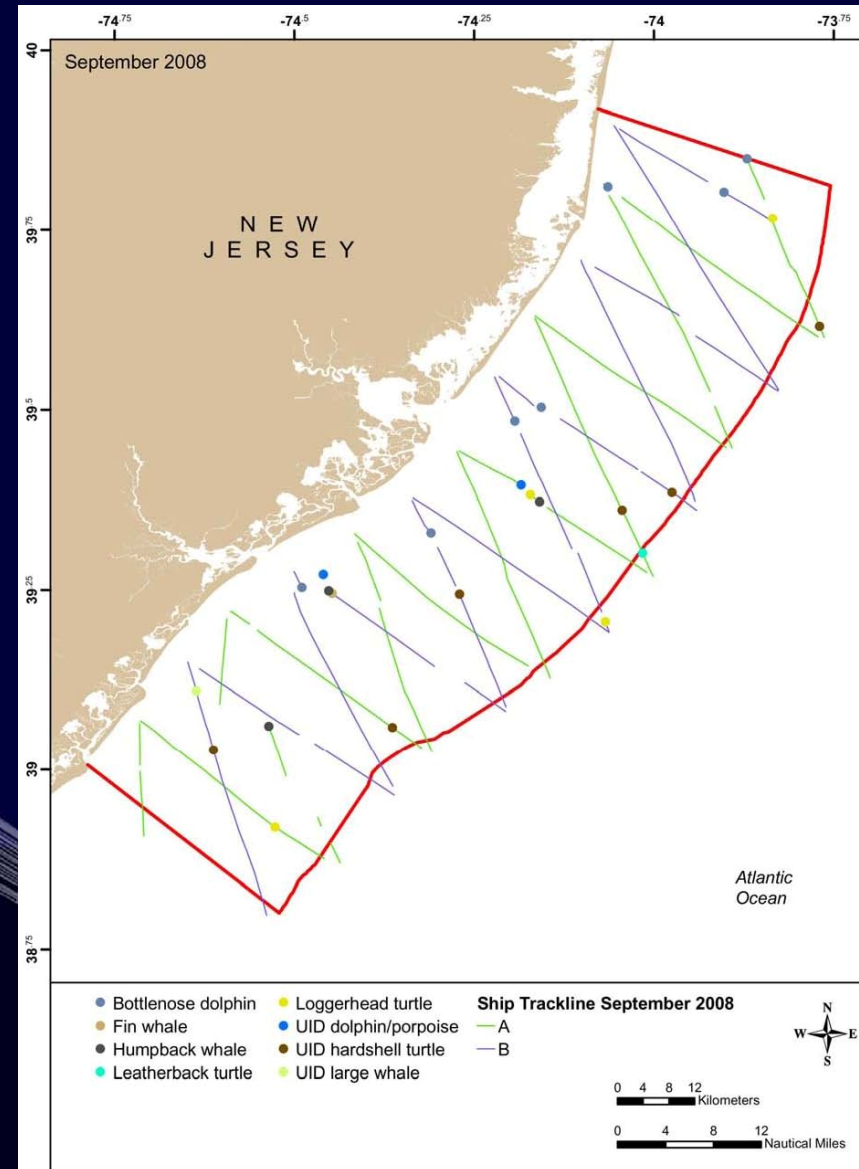 -74.75 -74.5 -74.25 -74 -73.75
40
September 2008
NEW
JERSEY
39.75
39.5
39.25
39
38.75
Atlantic
Ocean
Bottlenose dolphin
Fin whale
Humpback whale
Leatherback turtle
Loggerhead turtle
UID dolphin/porpoise
UID hardshell turtle
UID large whale
Ship Trackline September 2008
A
B
N
W E
S
0 4 8 12
Kilometers
0 4 8 12
Nautical Miles